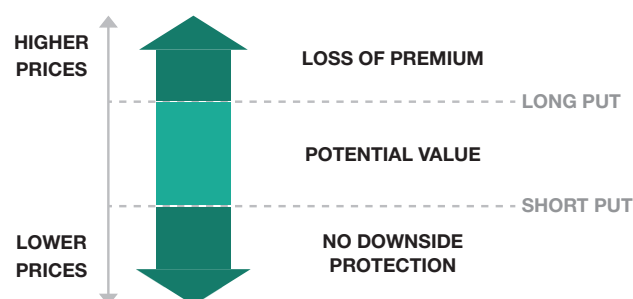 HIGHER
PRICES
LOSS OF PREMIUM
LONG PUT
POTENTIAL VALUE
SHORT PUT
LOWER
PRICES
NO DOWNSIDE
PROTECTION